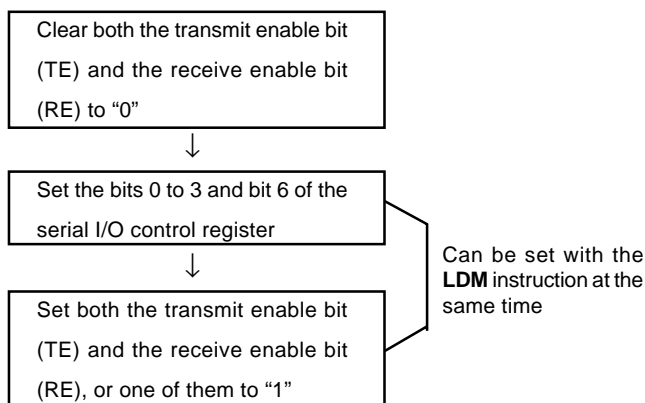 Clear both the transmit enable bit
(TE) and the receive enable bit
(RE) to “0”
↓
Set the bits 0 to 3 and bit 6 of the
serial I/O control register
↓
Set both the transmit enable bit
(TE) and the receive enable bit
(RE), or one of them to “1”
Can be set with the
LDM instruction at the
same time